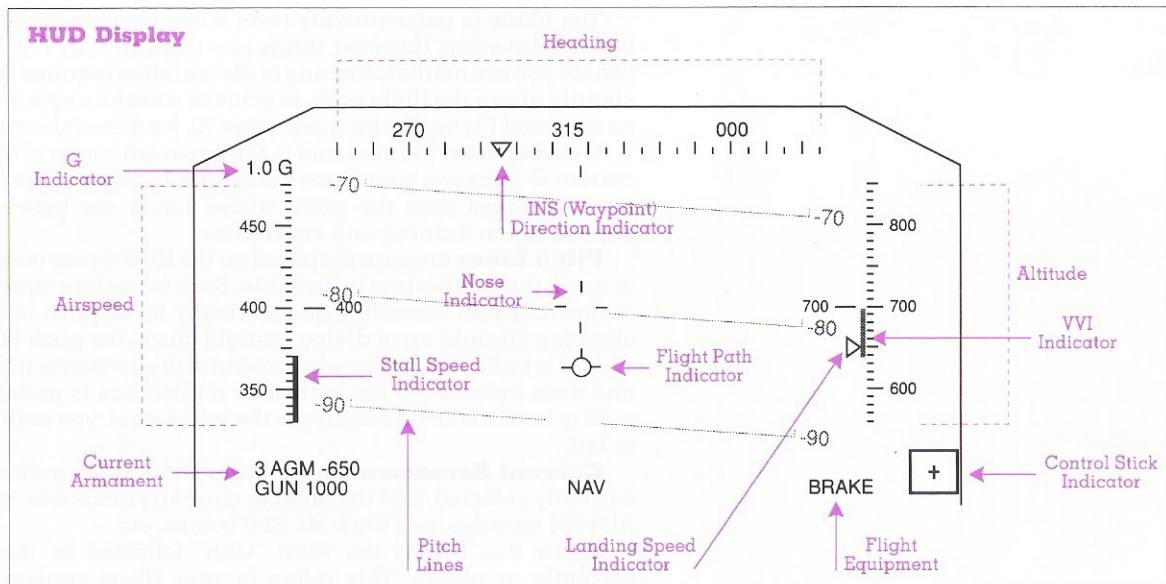 HUD Display
Heading
270 315 000
G
Indicator
1.0 G
-70
-70
INS (Waypoint)
Direction Indicator
450
800
Airspeed
Nose
Indicator
Altitude
-80
400
400
700
700
-80
VVI
Indicator
Stall Speed
Indicator
Flight Path
Indicator
350
600
-90
-90
Current
Armament
3 AGM -650
GUN 1000
NAV
BRAKE
Control Stick
Indicator
Pitch
Lines
Landing Speed
Indicator
Flight
Equipment